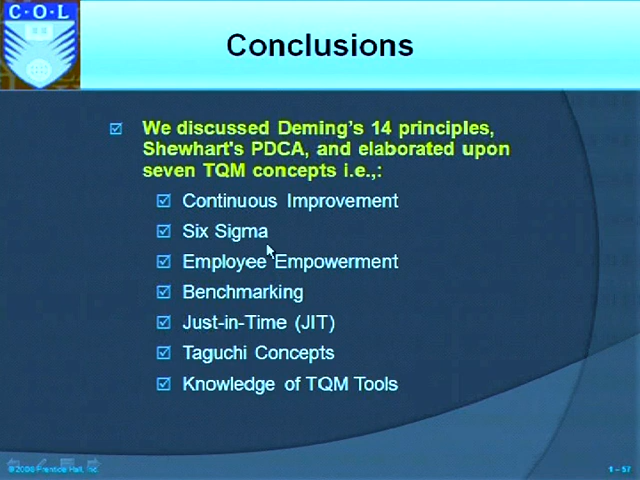 C·O·L
Conclusions
We discussed Deming's 14 principles,
Shewhart's PDCA, and elaborated upon
seven TQM concepts i.e.,:
Continuous Improvement
Six Sigma
Employee Empowerment
Benchmarking
Just-in-Time (JIT)
Taguchi Concepts
Knowledge of TQM Tools
© 2008 Prentice Hall, Inc.
1 – 57